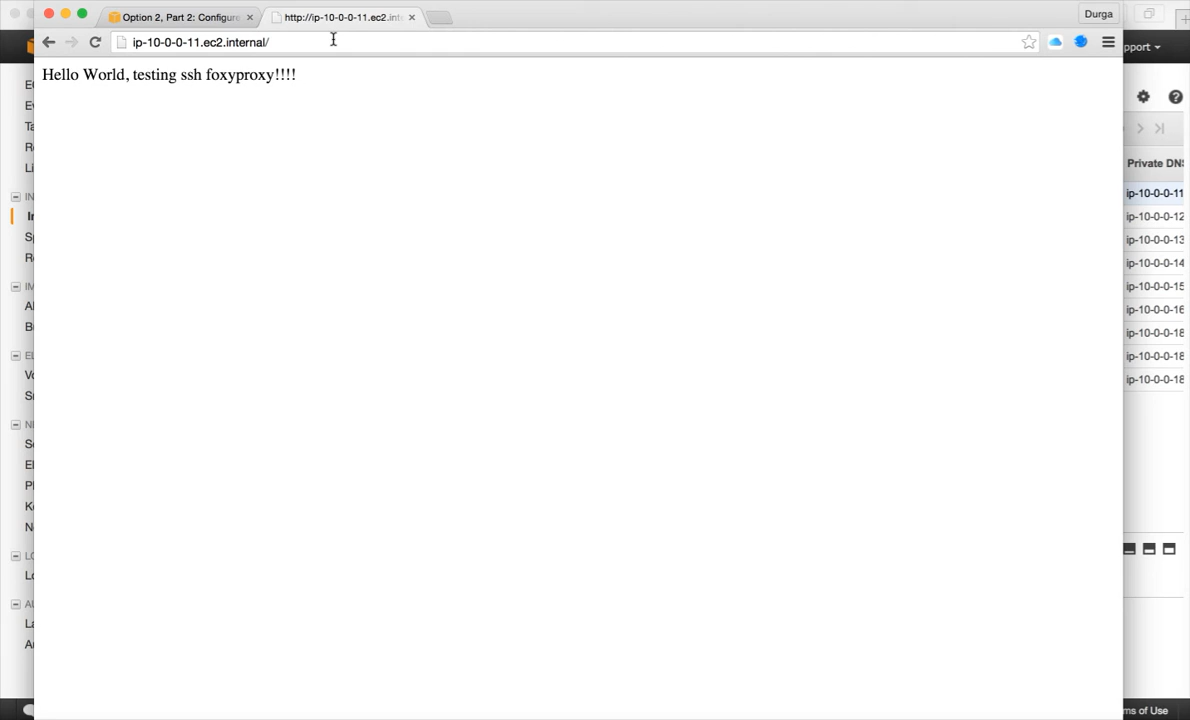 Option 2, Part 2: Configure
http://ip-10-0-0-11.ec2.int
Durga
ip-10-0-0-11.ec2.internal/
pport
Hello World, testing ssh foxyproxy!!!!
Private DNS
ip-10-0-0-11
ip-10-0-0-12
ip-10-0-0-13
ip-10-0-0-14
ip-10-0-0-15
ip-10-0-0-16
ip-10-0-0-18
ip-10-0-0-18
ip-10-0-0-18
ms of Use